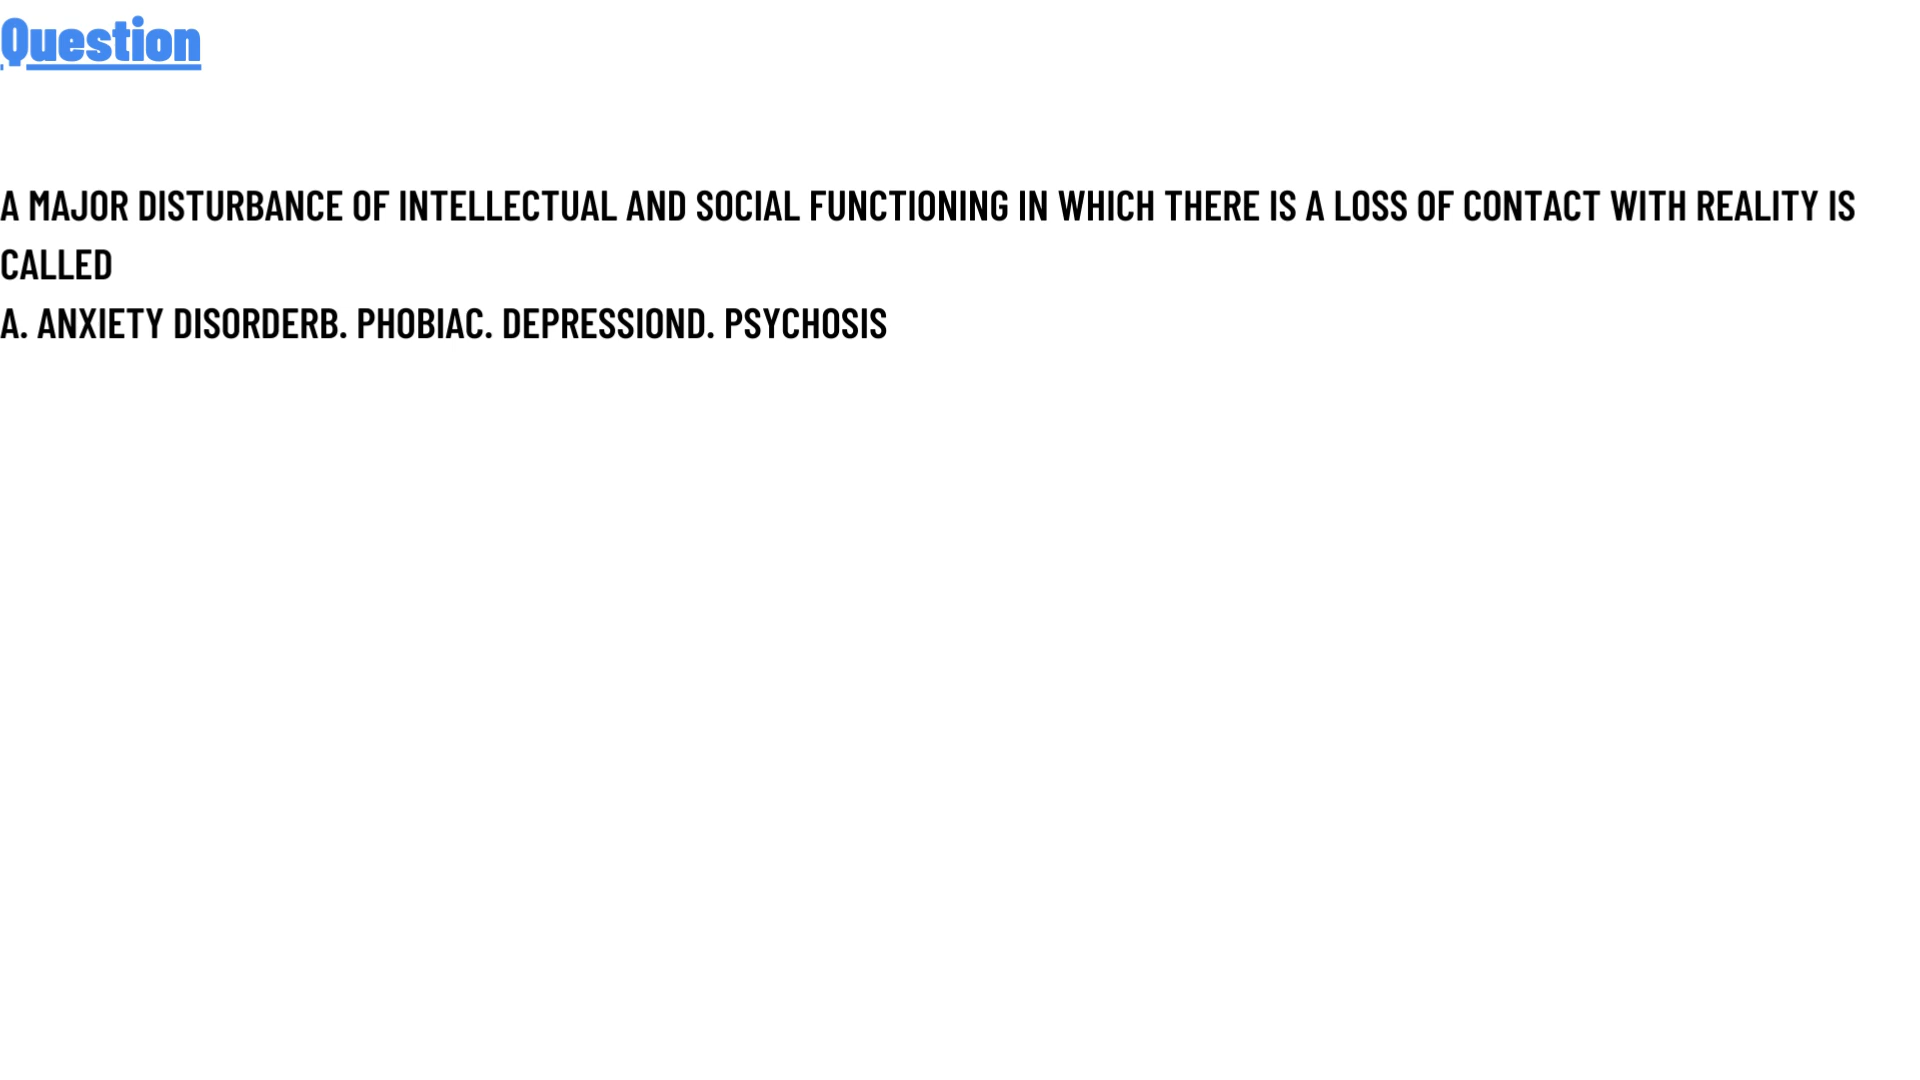 Question
A MAJOR DISTURBANCE OF INTELLECTUAL AND SOCIAL FUNCTIONING IN WHICH THERE IS A LOSS OF CONTACT WITH REALITY IS
CALLED
A. ANXIETY DISORDERB. PHOBIAC. DEPRESSIOND. PSYCHOSIS